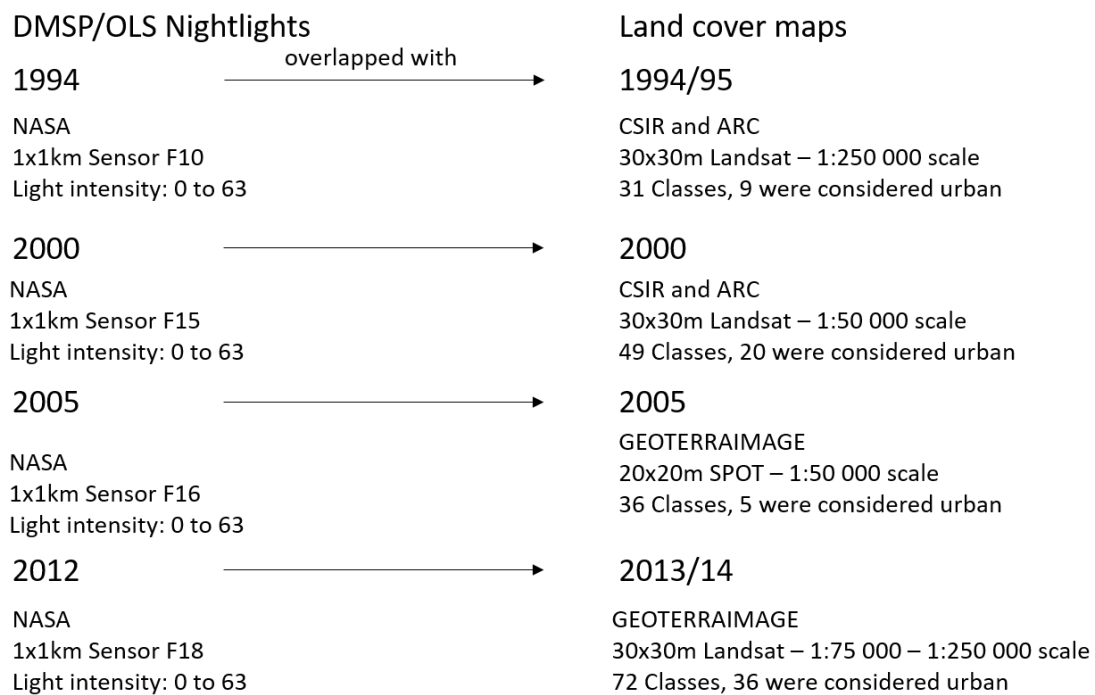 DMSP/OLS Nightlights
Land cover maps
overlapped with
1994
1994/95
NASA
1x1km Sensor F10
Light intensity: 0 to 63
CSIR and ARC
30x30m Landsat – 1:250 000 scale
31 Classes, 9 were considered urban
2000
2000
NASA
1x1km Sensor F15
Light intensity: 0 to 63
CSIR and ARC
30x30m Landsat – 1:50 000 scale
49 Classes, 20 were considered urban
2005
2005
NASA
1x1km Sensor F16
Light intensity: 0 to 63
GEOTERRAIMAGE
20x20m SPOT – 1:50 000 scale
36 Classes, 5 were considered urban
2012
2013/14
NASA
1x1km Sensor F18
Light intensity: 0 to 63
GEOTERRAIMAGE
30x30m Landsat – 1:75 000 – 1:250 000 scale
72 Classes, 36 were considered urban